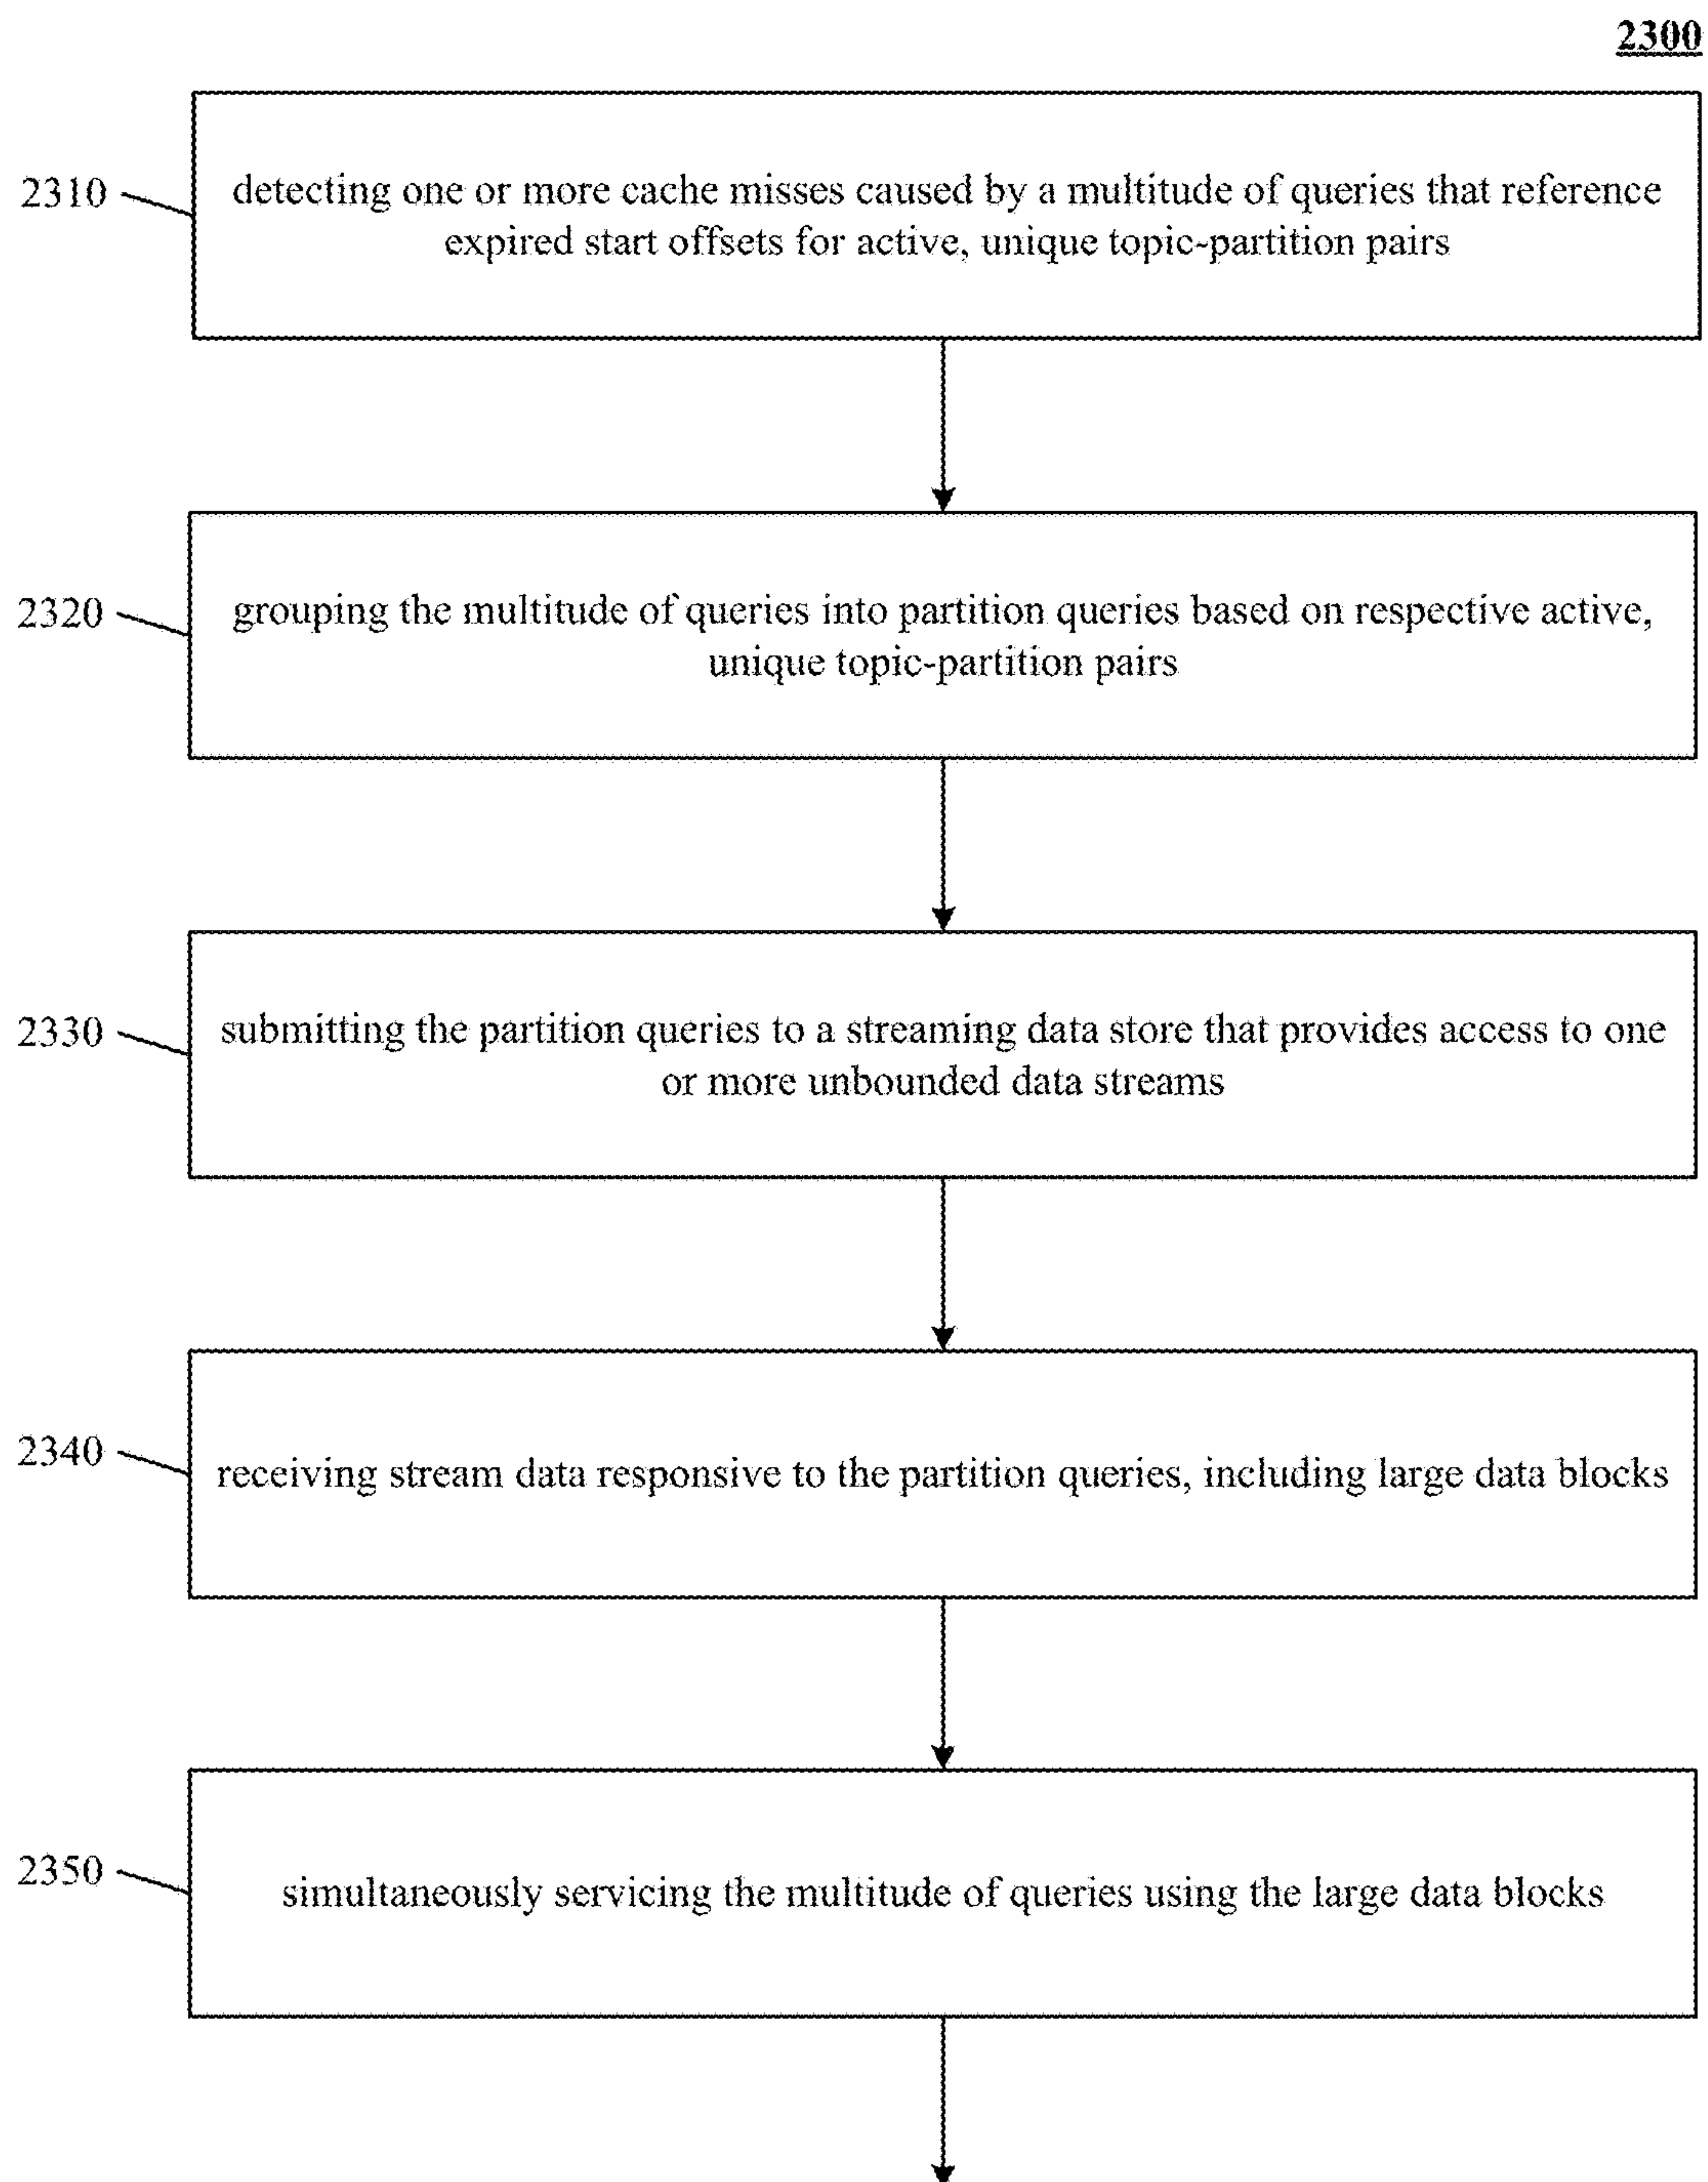 2300
2310
detecting one or more cache misses caused by a multitude of queries that reference
expired start offsets for active, unique topic-partition pairs
2320
grouping the multitude of queries into partition queries based on respective active,
unique topic-partition pairs
2330
submitting the partition queries to a streaming data store that provides access to one
or more unbounded data streams
2340
receiving stream data responsive to the partition queries, including large data blocks
2350
simultaneously servicing the multitude of queries using the large data blocks